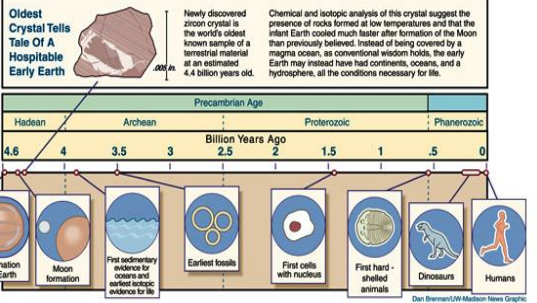 Oldest
Crystal Tells
Tale Of A
Hospitable
Early Earth
.005 in.
Newly discovered
zircon crystal is
the world's oldest
known sample of a
terrestrial material
at an estimated
4.4 billion years old.
Chemical and isotopic analysis of this crystal suggest the
presence of rocks formed at low temperatures and that the
infant Earth cooled much faster after formation of the Moon
than previously believed. Instead of being covered by a
magma ocean, as conventional wisdom holds, the early
Earth may instead have had continents, oceans, and a
hydrosphere, all the conditions necessary for life.
Precambrian Age
Hadean Archean Proterozoic Phanerozoic
Billion Years Ago
4.6 4 3.5 3 2.5 2 1.5 1 .5 0
mation
Earth
Moon
formation
First sedimentary
evidence for
oceans and
earliest isotopic
evidence for life
Earliest fossils
First cells
with nucleus
First hard -
shelled
animals
Dinosaurs
Humans
Dan Brennan/UW-Madison News Graphic